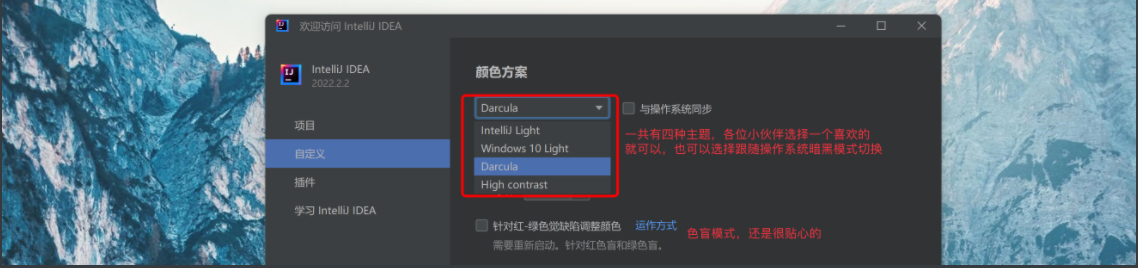 欢迎访问 IntelliJ IDEA
IJ
IntelliJ IDEA
2022.2.2
项目
自定义
插件
学习 IntelliJ IDEA
颜色方案
Darcula
与操作系统同步
IntelliJ Light
Windows 10 Light
Darcula
High contrast
一共有四种主题，各位小伙伴选择一个喜欢的
就可以，也可以选择跟随操作系统暗黑模式切换
针对红-绿色觉缺陷调整颜色 运作方式
需要重新启动。针对红色盲和绿色盲。
色盲模式，还是很贴心的